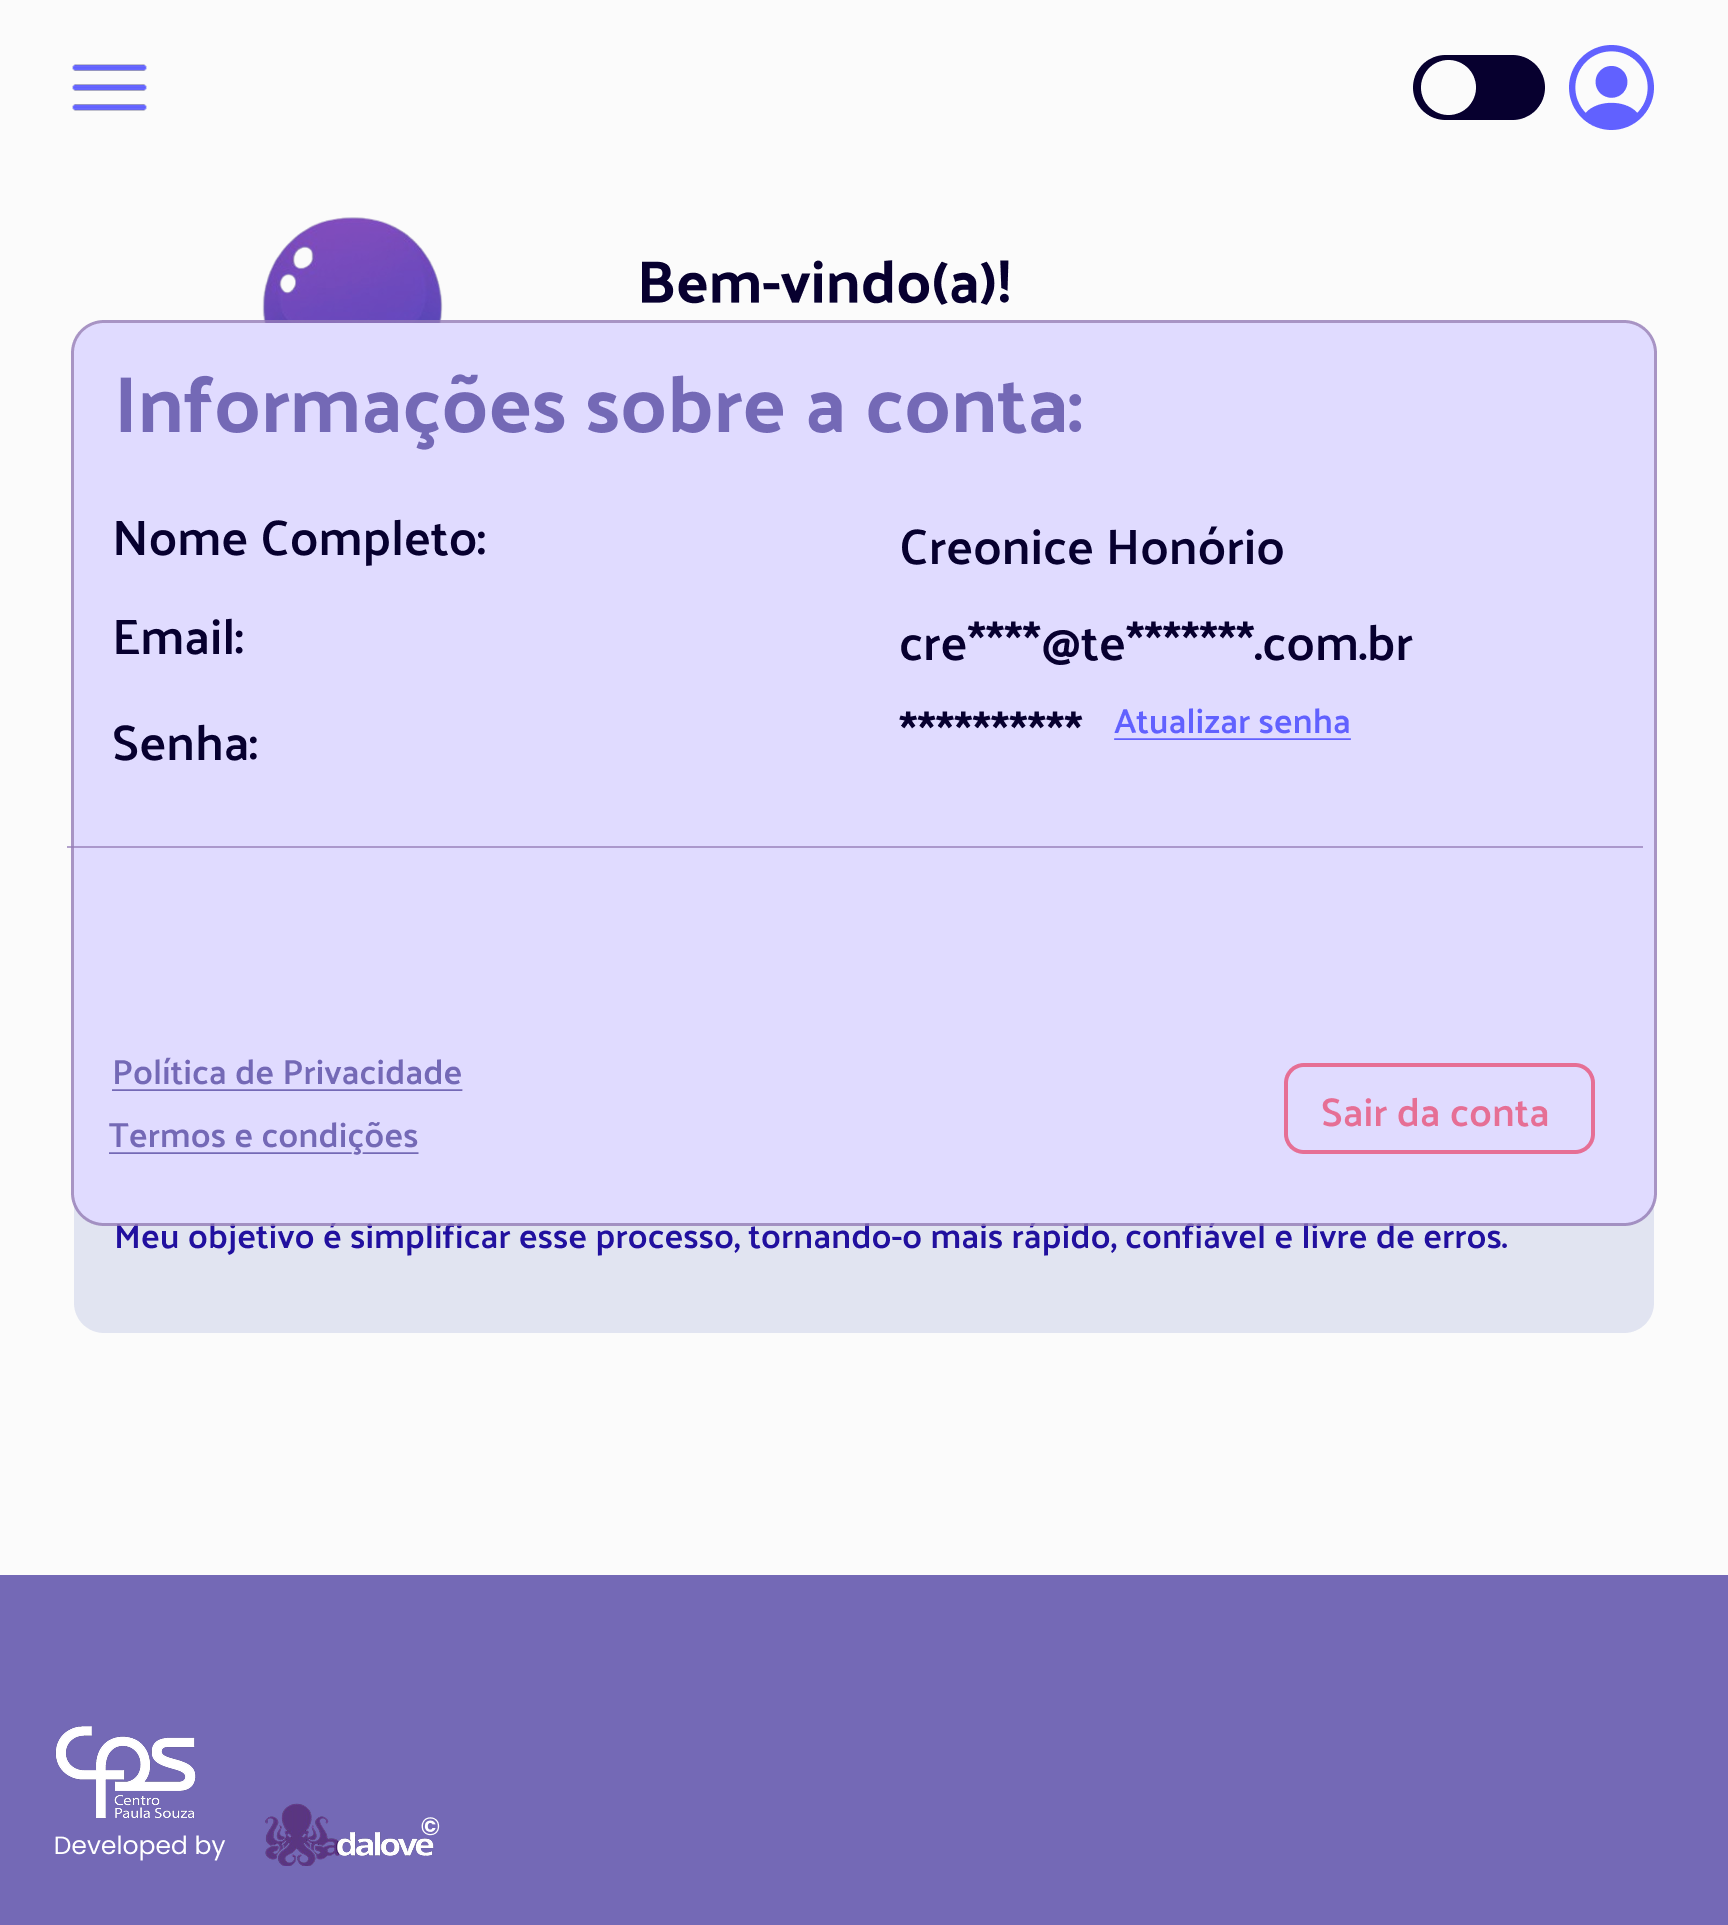 Bem-vindo(a)!
Informações sobre a conta:
Nome Completo:
Creonice Honório
Email:
cre****@te*******.com.br
Senha:
********** Atualizar senha
Política de Privacidade
Termos e condições
Sair da conta
Meu objetivo é simplificar esse processo, tornando-o mais rápido, confiável e livre de erros.
cps
Centro
Paula Souza
Developed by
adalove©